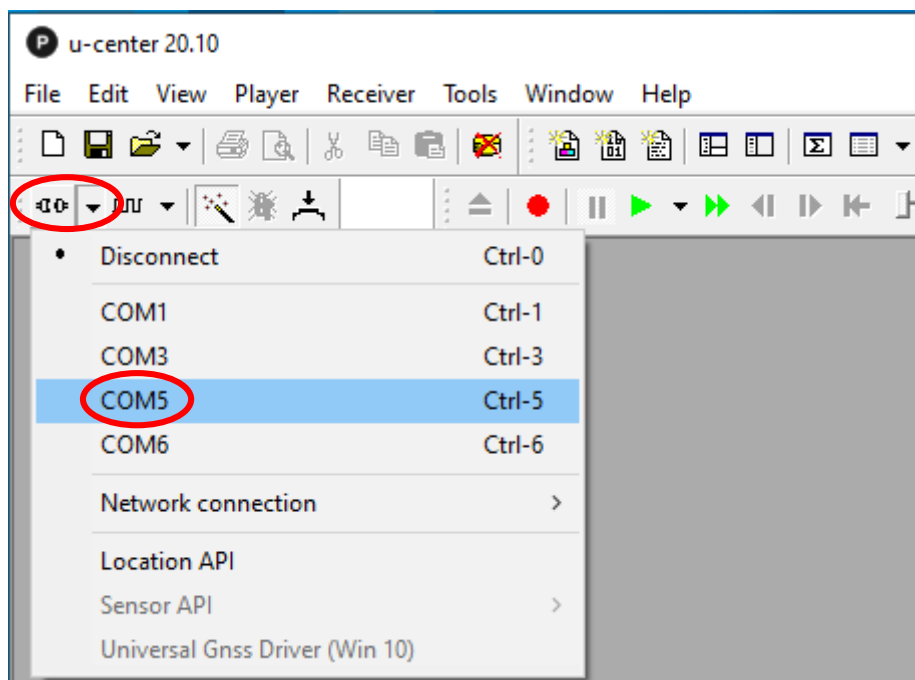 u-center 20.10
File Edit View Player Receiver Tools Window Help
Disconnect Ctrl-0
COM1 Ctrl-1
COM3 Ctrl-3
COM5 Ctrl-5
COM6 Ctrl-6
Network connection
Location API
Sensor API
Universal Gnss Driver (Win 10)